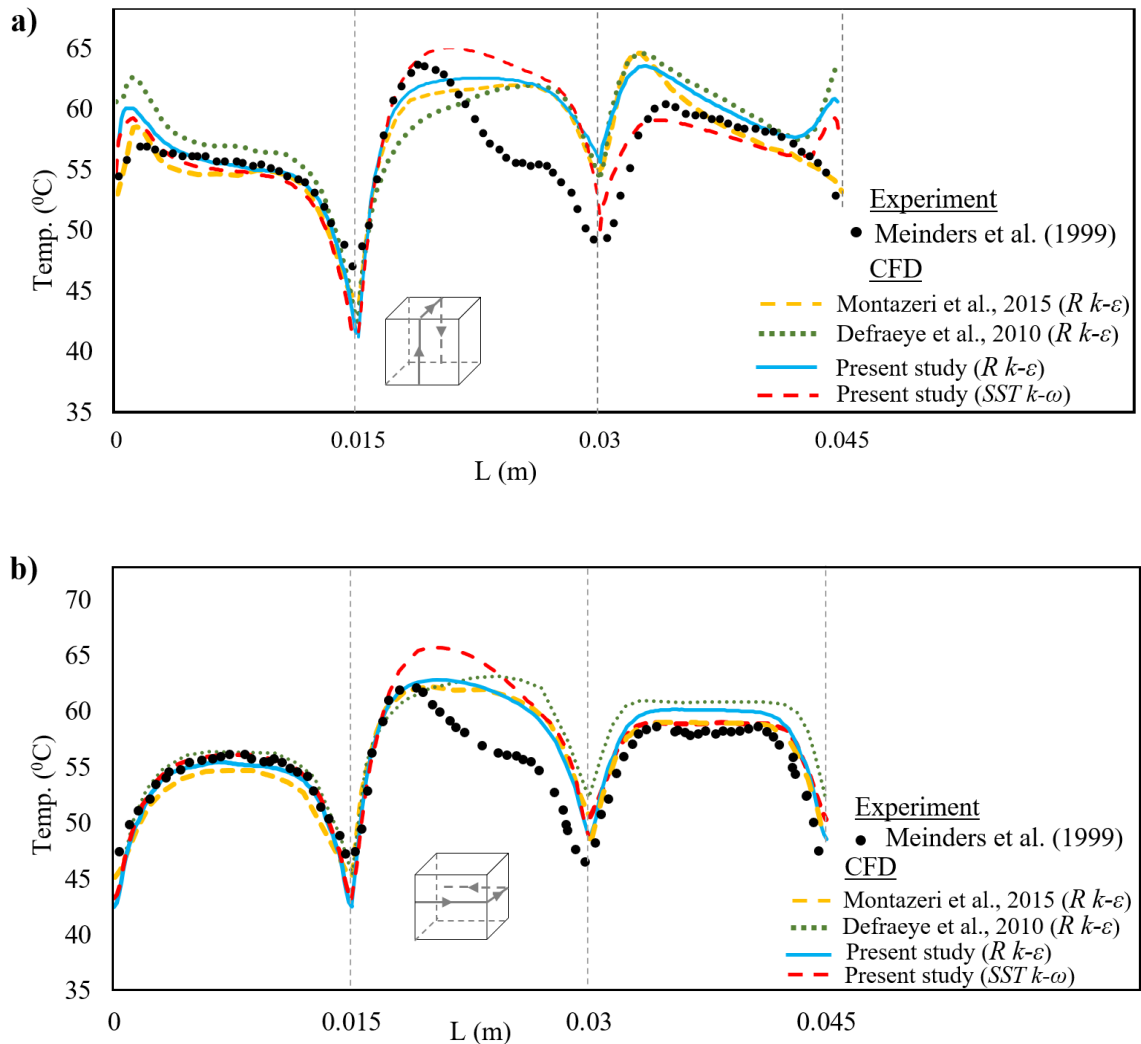 a)
65
60
55
50
45
40
35
Temp. (⁰C)
0
0.015
0.03
0.045
L (m)
Experiment
Meinders et al. (1999)
CFD
Montazeri et al., 2015 (R k-ε)
Defraeye et al., 2010 (R k-ε)
Present study (R k-ε)
Present study (SST k-ω)
b)
70
65
60
55
50
45
40
35
Temp. (⁰C)
0
0.015
0.03
0.045
L (m)
Experiment
Meinders et al. (1999)
CFD
Montazeri et al., 2015 (R k-ε)
Defraeye et al., 2010 (R k-ε)
Present study (R k-ε)
Present study (SST k-ω)